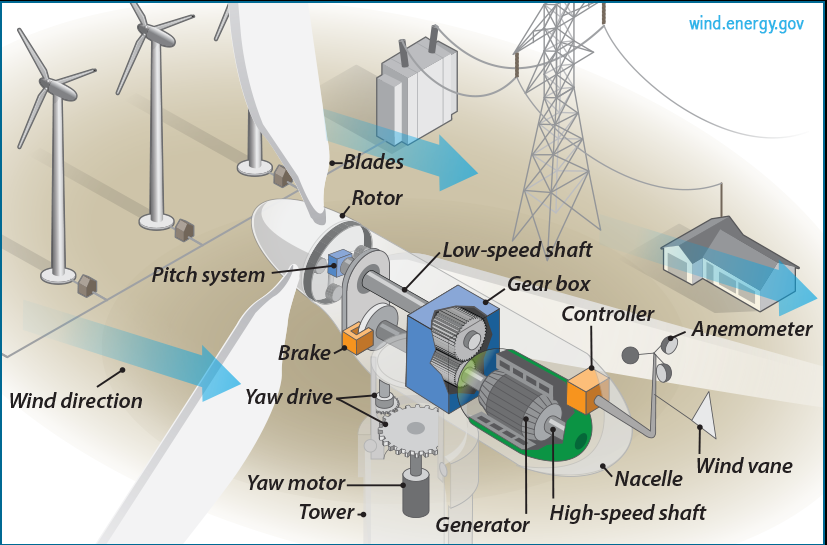 wind.energy.gov
Blades
Rotor
Low-speed shaft
Pitch system
Gear box
Controller
Anemometer
Brake
Wind direction
Yaw drive
Wind vane
Nacelle
Yaw motor
Tower
Generator
High-speed shaft